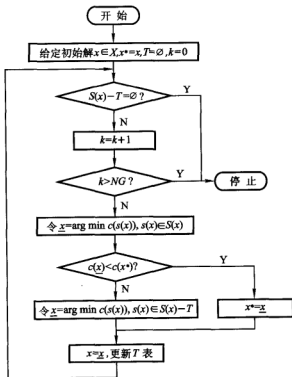 开始
给定初始解x∈X,x*=x,T=∅,k=0
S(x)-T=∅?
Y
N
k=k+1
k>NG?
Y
停止
N
令x=arg min c(s(x)), s(x)∈S(x)
c(x)<c(x*)?
Y
N
令x=arg min c(s(x)), s(x)∈S(x)-T
x*=x
x=x,更新T表